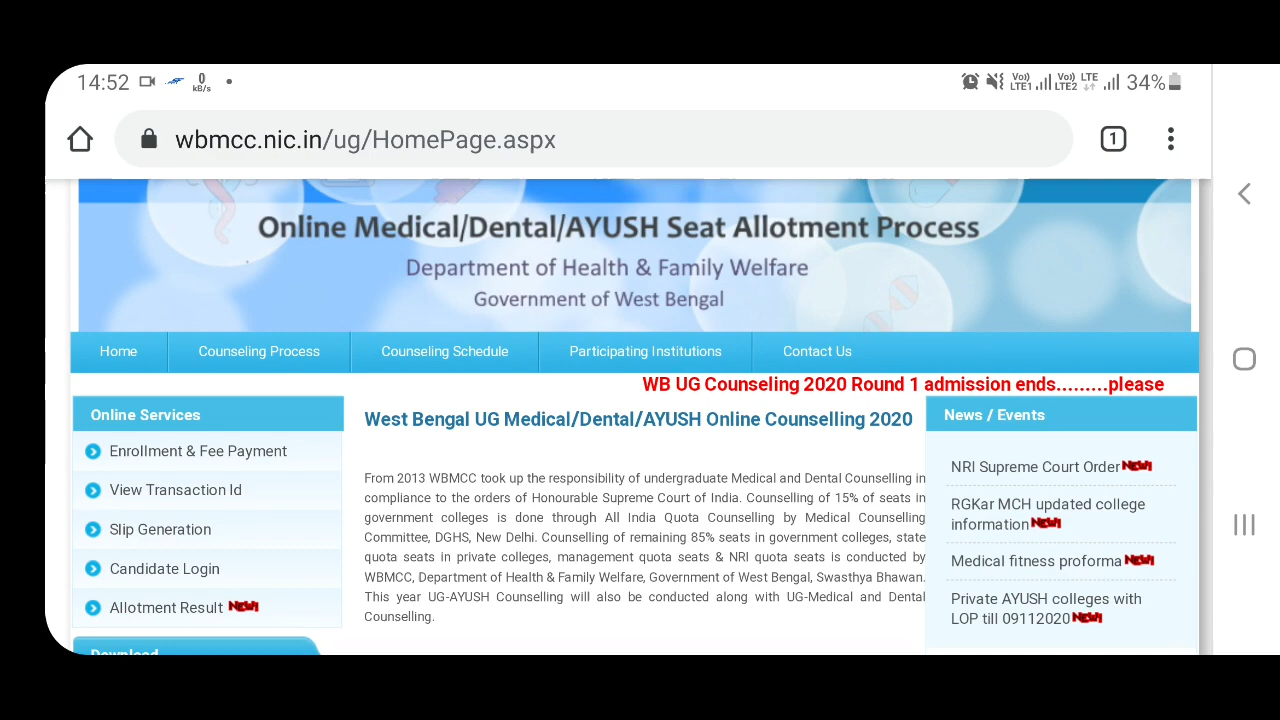 14:52 0 kB/s Vo) LTE1 Vo) LTE2 LTE 34%
wbmcc.nic.in/ug/HomePage.aspx 1
Online Medical/Dental/AYUSH Seat Allotment Process
Department of Health & Family Welfare
Government of West Bengal
Home Counseling Process Counseling Schedule Participating Institutions Contact Us
WB UG Counseling 2020 Round 1 admission ends.........please
Online Services
Enrollment & Fee Payment
View Transaction Id
Slip Generation
Candidate Login
Allotment Result NEW!
Download
West Bengal UG Medical/Dental/AYUSH Online Counselling 2020
From 2013 WBMCC took up the responsibility of undergraduate Medical and Dental Counselling in
compliance to the orders of Honourable Supreme Court of India. Counselling of 15% of seats in
government colleges is done through All India Quota Counselling by Medical Counselling
Committee, DGHS, New Delhi. Counselling of remaining 85% seats in government colleges, state
quota seats in private colleges, management quota seats & NRI quota seats is conducted by
WBMCC, Department of Health & Family Welfare, Government of West Bengal, Swasthya Bhawan.
This year UG-AYUSH Counselling will also be conducted along with UG-Medical and Dental
Counselling.
News / Events
NRI Supreme Court Order NEW!
RGKar MCH updated college
information NEW!
Medical fitness proforma NEW!
Private AYUSH colleges with
LOP till 09112020 NEW!